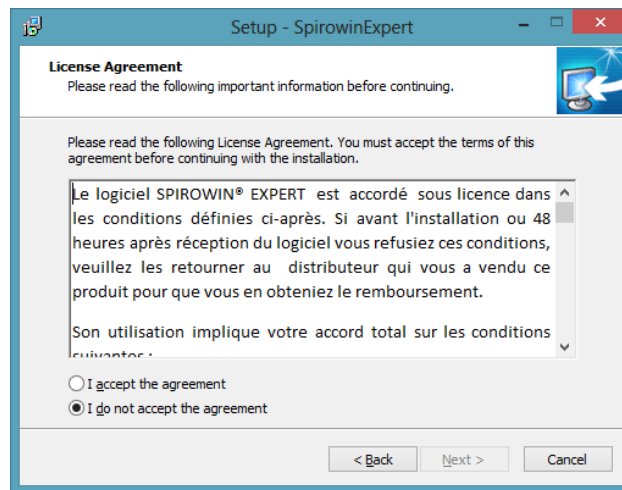 Setup - SpirowinExpert
License Agreement
Please read the following important information before continuing.
Please read the following License Agreement. You must accept the terms of this
agreement before continuing with the installation.
Le logiciel SPIROWIN® EXPERT est accordé sous licence dans
les conditions définies ci-après. Si avant l'installation ou 48
heures après réception du logiciel vous refusiez ces conditions,
veuillez les retourner au distributeur qui vous a vendu ce
produit pour que vous en obteniez le remboursement.
Son utilisation implique votre accord total sur les conditions
suivantes :
I accept the agreement
I do not accept the agreement
< Back
Next >
Cancel